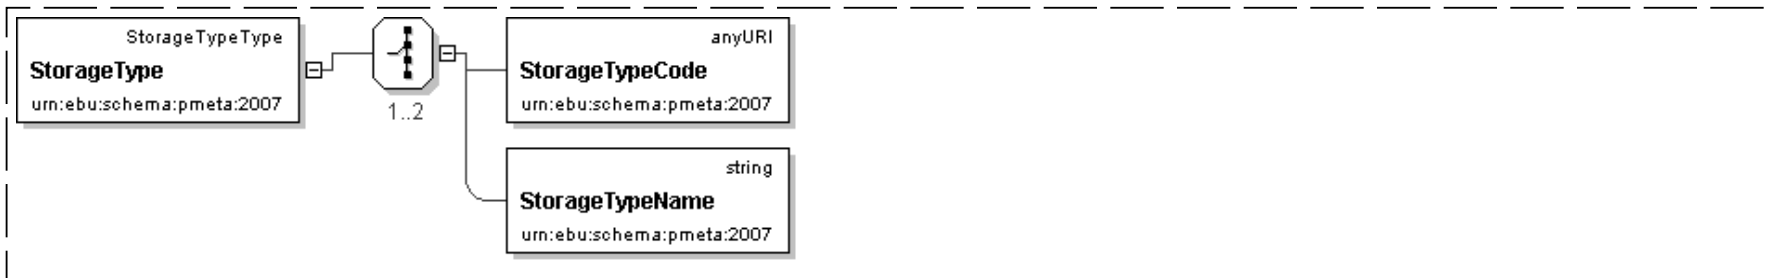 StorageTypeType
StorageType
urn:ebu:schema:pmeta:2007
1..2
anyURI
StorageTypeCode
urn:ebu:schema:pmeta:2007
string
StorageTypeName
urn:ebu:schema:pmeta:2007